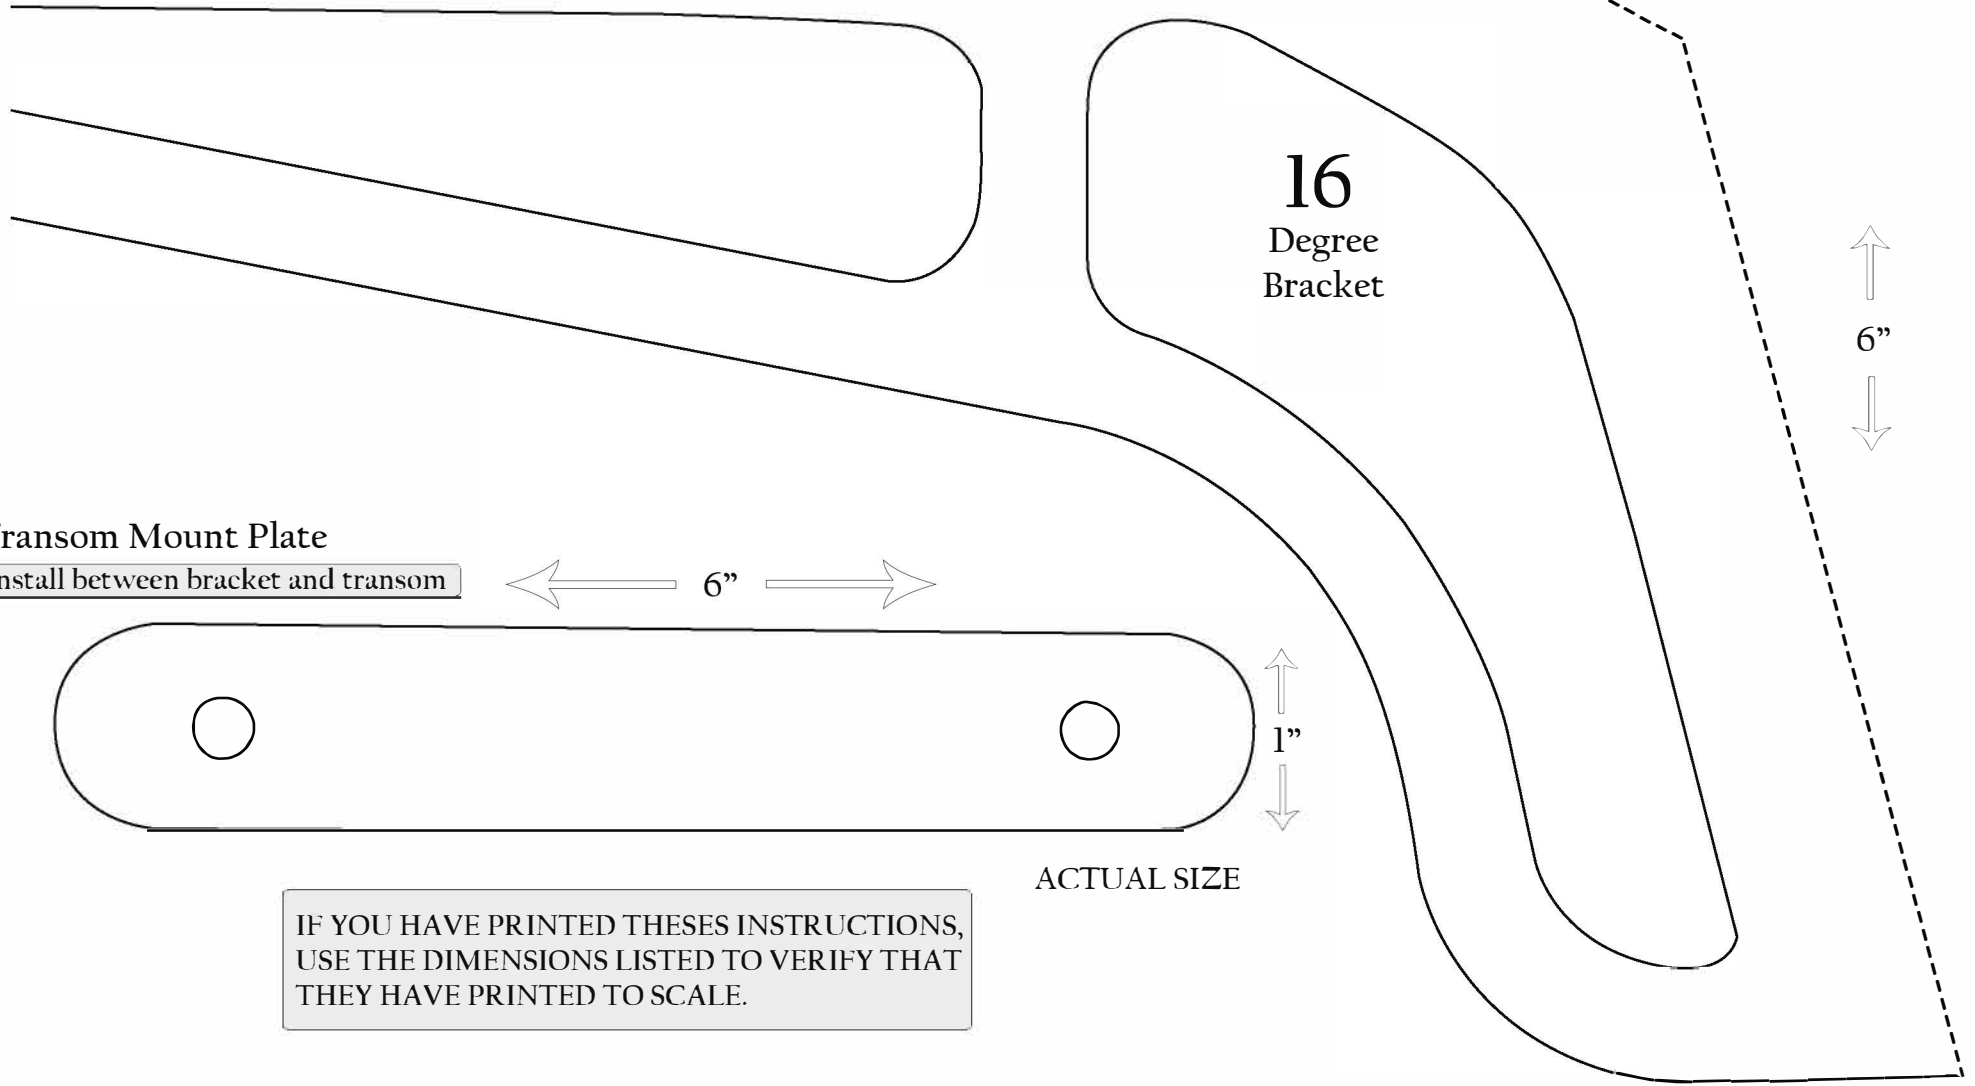 16
Degree
Bracket
6”
ransom Mount Plate
nstall between bracket and transom
6”
1”
ACTUAL SIZE
IF YOU HAVE PRINTED THESES INSTRUCTIONS,
USE THE DIMENSIONS LISTED TO VERIFY THAT
THEY HAVE PRINTED TO SCALE.